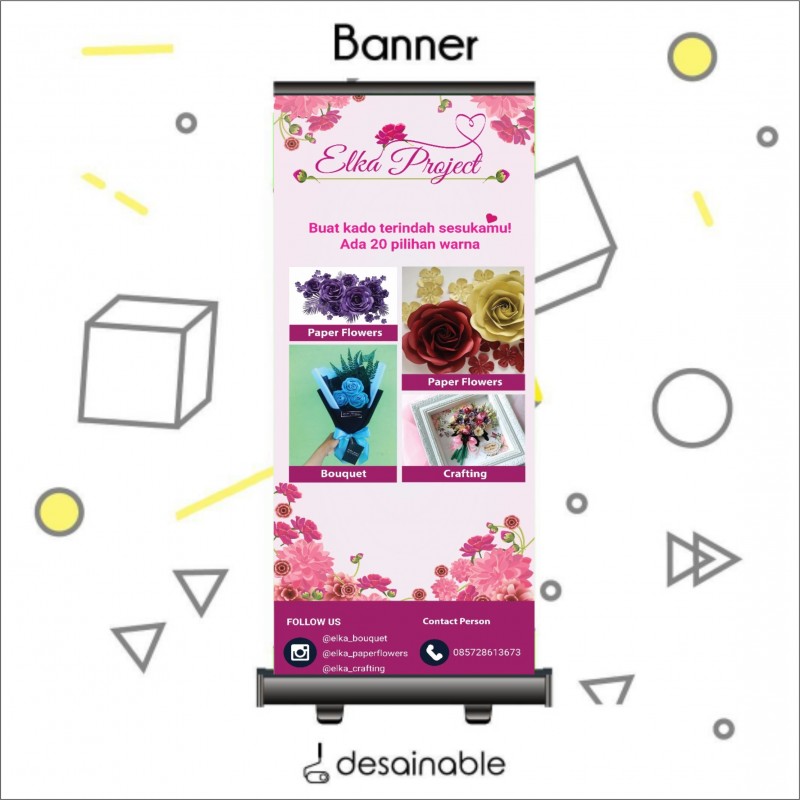 Banner
Elka Project
Buat kado terindah sesukamu!
Ada 20 pilihan warna
Paper Flowers
Paper Flowers
Bouquet
Crafting
FOLLOW US
@elka_bouquet
@elka_paperflowers
@elka_crafting
Contact Person
085728613673
desainable